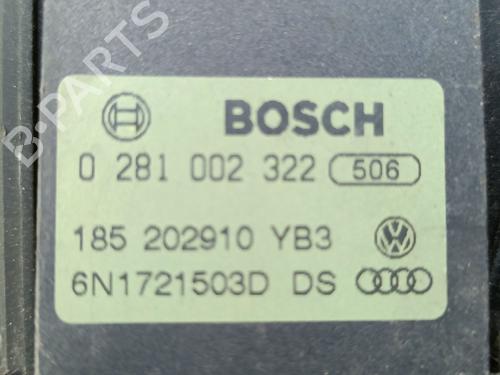 BOSCH
0 281 002 322 506
185 202910 YB3
6N1721503D DS
B-PARTS